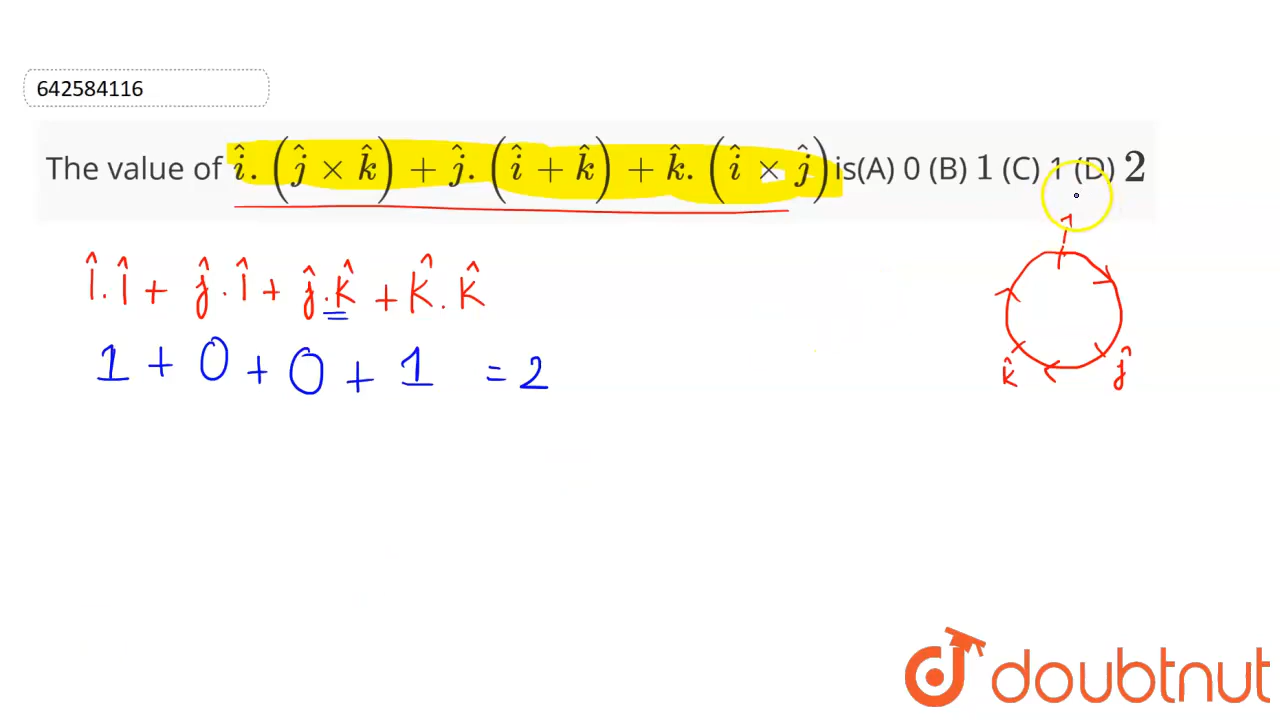 642584116
The value of î. (ĵ × k̂) + ĵ. (î + k̂) + k̂. (î × ĵ) is(A) 0 (B) 1 (C) 1 (D) 2
î
î.î + ĵ.î + ĵ.k̂ + k̂.k̂
1 + 0 + 0 + 1 = 2
k̂ ĵ
doubtnut